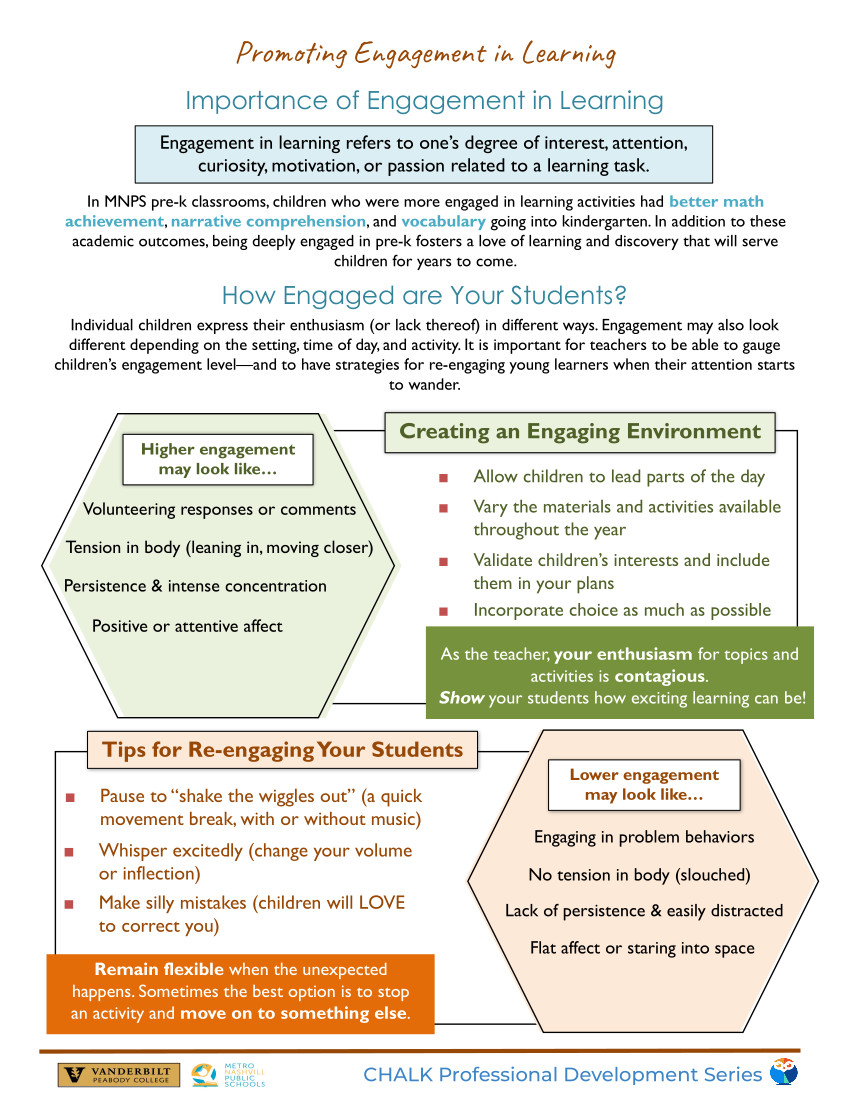 Promoting Engagement in Learning
Importance of Engagement in Learning
Engagement in learning refers to one's degree of interest, attention,
curiosity, motivation, or passion related to a learning task.
In MNPS pre-k classrooms, children who were more engaged in learning activities had better math
achievement, narrative comprehension, and vocabulary going into kindergarten. In addition to these
academic outcomes, being deeply engaged in pre-k fosters a love of learning and discovery that will serve
children for years to come.
How Engaged are Your Students?
Individual children express their enthusiasm (or lack thereof) in different ways. Engagement may also look
different depending on the setting, time of day, and activity. It is important for teachers to be able to gauge
children's engagement level—and to have strategies for re-engaging young learners when their attention starts
to wander.
Higher engagement
may look like…
Volunteering responses or comments
Tension in body (leaning in, moving closer)
Persistence & intense concentration
Positive or attentive affect
Creating an Engaging Environment
■ Allow children to lead parts of the day
■ Vary the materials and activities available
throughout the year
■ Validate children's interests and include
them in your plans
■ Incorporate choice as much as possible
As the teacher, your enthusiasm for topics and
activities is contagious.
Show your students how exciting learning can be!
Tips for Re-engaging Your Students
■ Pause to "shake the wiggles out" (a quick
movement break, with or without music)
■ Whisper excitedly (change your volume
or inflection)
■ Make silly mistakes (children will LOVE
to correct you)
Remain flexible when the unexpected
happens. Sometimes the best option is to stop
an activity and move on to something else.
Lower engagement
may look like…
Engaging in problem behaviors
No tension in body (slouched)
Lack of persistence & easily distracted
Flat affect or staring into space
V VANDERBILT
PEABODY COLLEGE
METRO
NASHVILL
PUBLIC
SCHOOLS
CHALK Professional Development Series